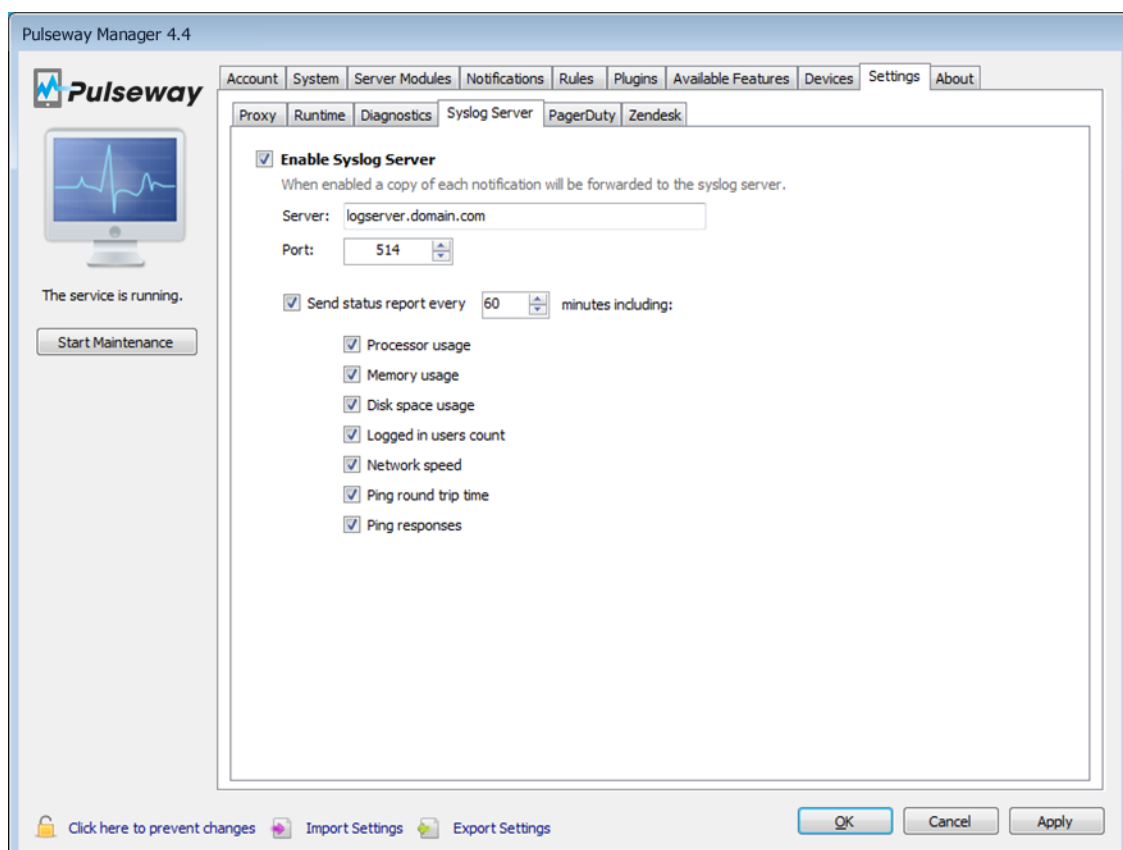 Pulseway Manager 4.4
Pulseway
Account System Server Modules Notifications Rules Plugins Available Features Devices Settings About
Proxy Runtime Diagnostics Syslog Server PagerDuty Zendesk
Enable Syslog Server
When enabled a copy of each notification will be forwarded to the syslog server.
Server: logserver.domain.com
Port: 514
The service is running.
Start Maintenance
Send status report every 60 minutes including:
Processor usage
Memory usage
Disk space usage
Logged in users count
Network speed
Ping round trip time
Ping responses
Click here to prevent changes Import Settings Export Settings OK Cancel Apply